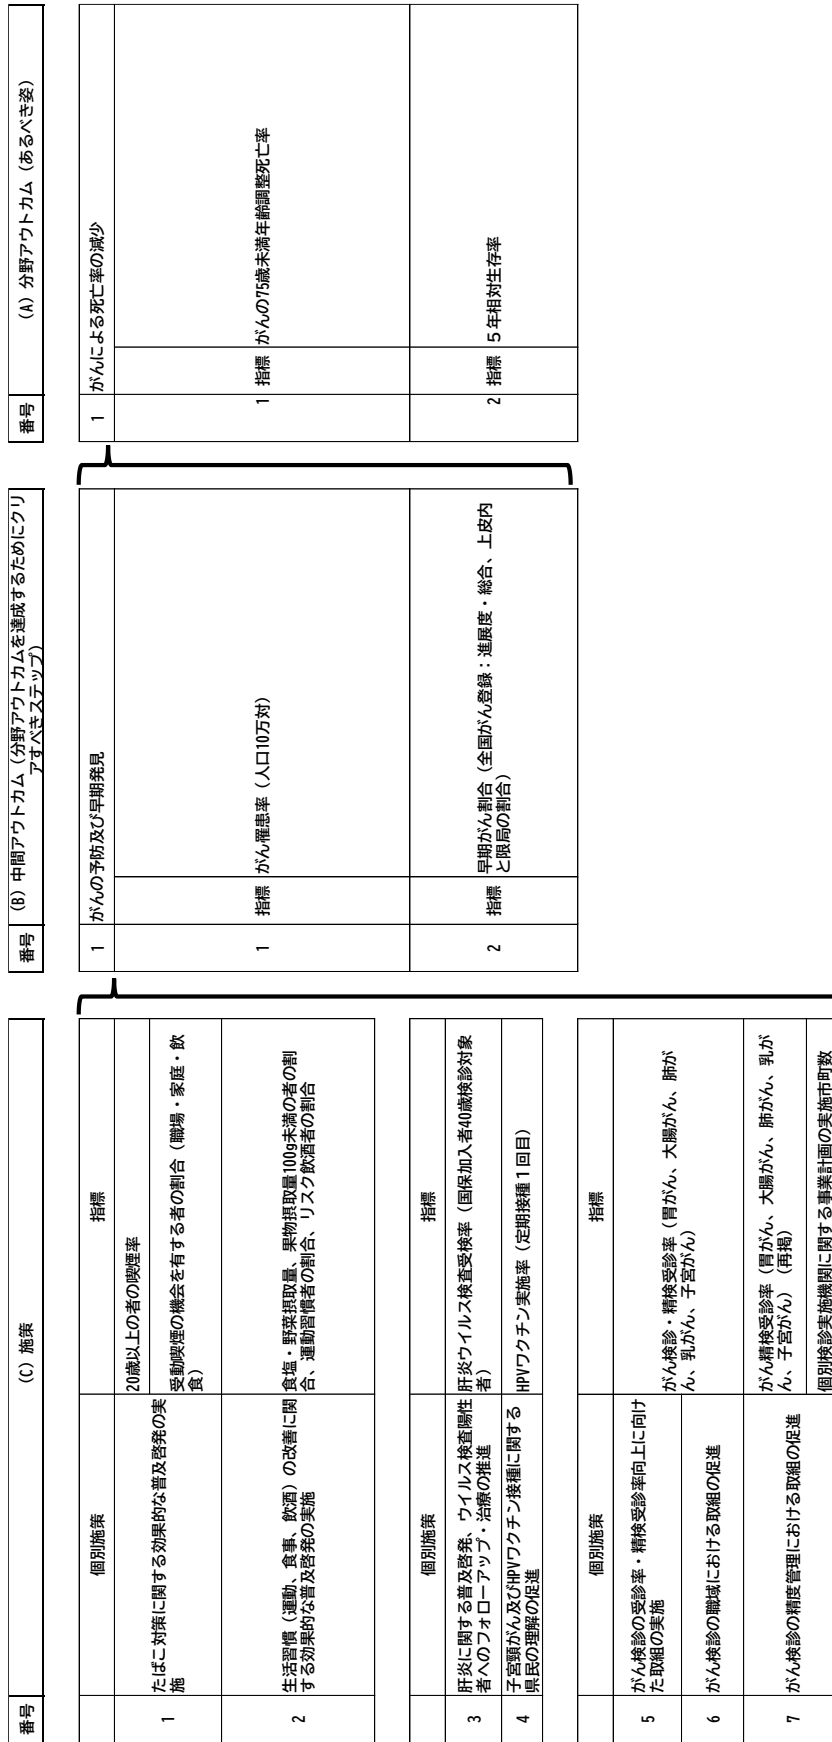 番号
(C) 施策
番号
(B) 中間アウトカム（分野アウトカムを達成するためにクリ
アすべきステップ）
番号
(A) 分野アウトカム（あるべき姿）
個別施策
指標
1
たばこ対策に関する効果的な普及啓発の実
施
20歳以上の者の喫煙率
受動喫煙の機会を有する者の割合（職場・家庭・飲
食）
2
生活習慣（運動、食事、飲酒）の改善に関
する効果的な普及啓発の実施
食塩・野菜摂取量、果物摂取量100g未満の者の割
合、運動習慣者の割合、リスク飲酒者の割合
個別施策
指標
3
肝炎に関する普及啓発、ウイルス検査陽性
者へのフォローアップ・治療の推進
肝炎ウイルス検査受検率（国保加入者40歳検診対象
者）
4
子宮頸がん及びHPVワクチン接種に関する
県民の理解の促進
HPVワクチン実施率（定期接種１回目）
個別施策
指標
5
がん検診の受診率・精検受診率向上に向け
た取組の実施
がん検診・精検受診率（胃がん、大腸がん、肺が
ん、乳がん、子宮がん）
6
がん検診の職域における取組の促進
7
がん検診の精度管理における取組の促進
がん精検受診率（胃がん、大腸がん、肺がん、乳が
ん、子宮がん）（再掲）
個別検診実施機関に関する事業計画の実施市町数
1
がんの予防及び早期発見
1
指標
がん罹患率（人口10万対）
2
指標
早期がん割合（全国がん登録：進展度・総合、上皮内
と限局の割合）
1
がんによる死亡率の減少
1
指標
がんの75歳未満年齢調整死亡率
2
指標
５年相対生存率